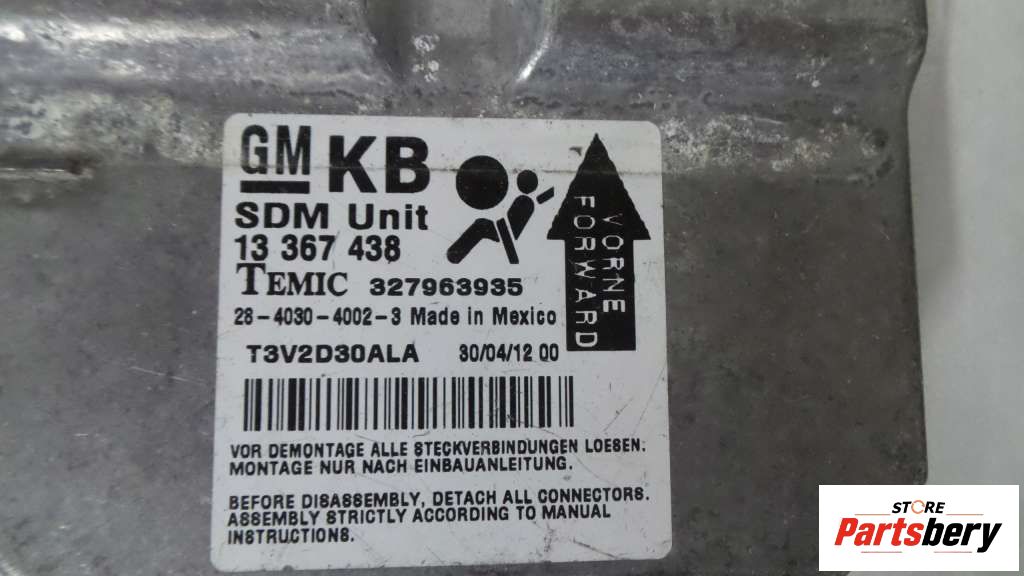 GM KB
SDM Unit
13 367 438
TEMIC 327963935
28-4030-4002-3 Made in Mexico
T3V2D30ALA 30/04/12 00
VORNE
FORWARD
VOR DEMONTAGE ALLE STECKVERBINDUNGEN LOESEN.
MONTAGE NUR NACH EINBAUANLEITUNG.
BEFORE DISASSEMBLY, DETACH ALL CONNECTORS.
ASSEMBLY STRICTLY ACCORDING TO MANUAL
INSTRUCTIONS.
STORE
Partsbery